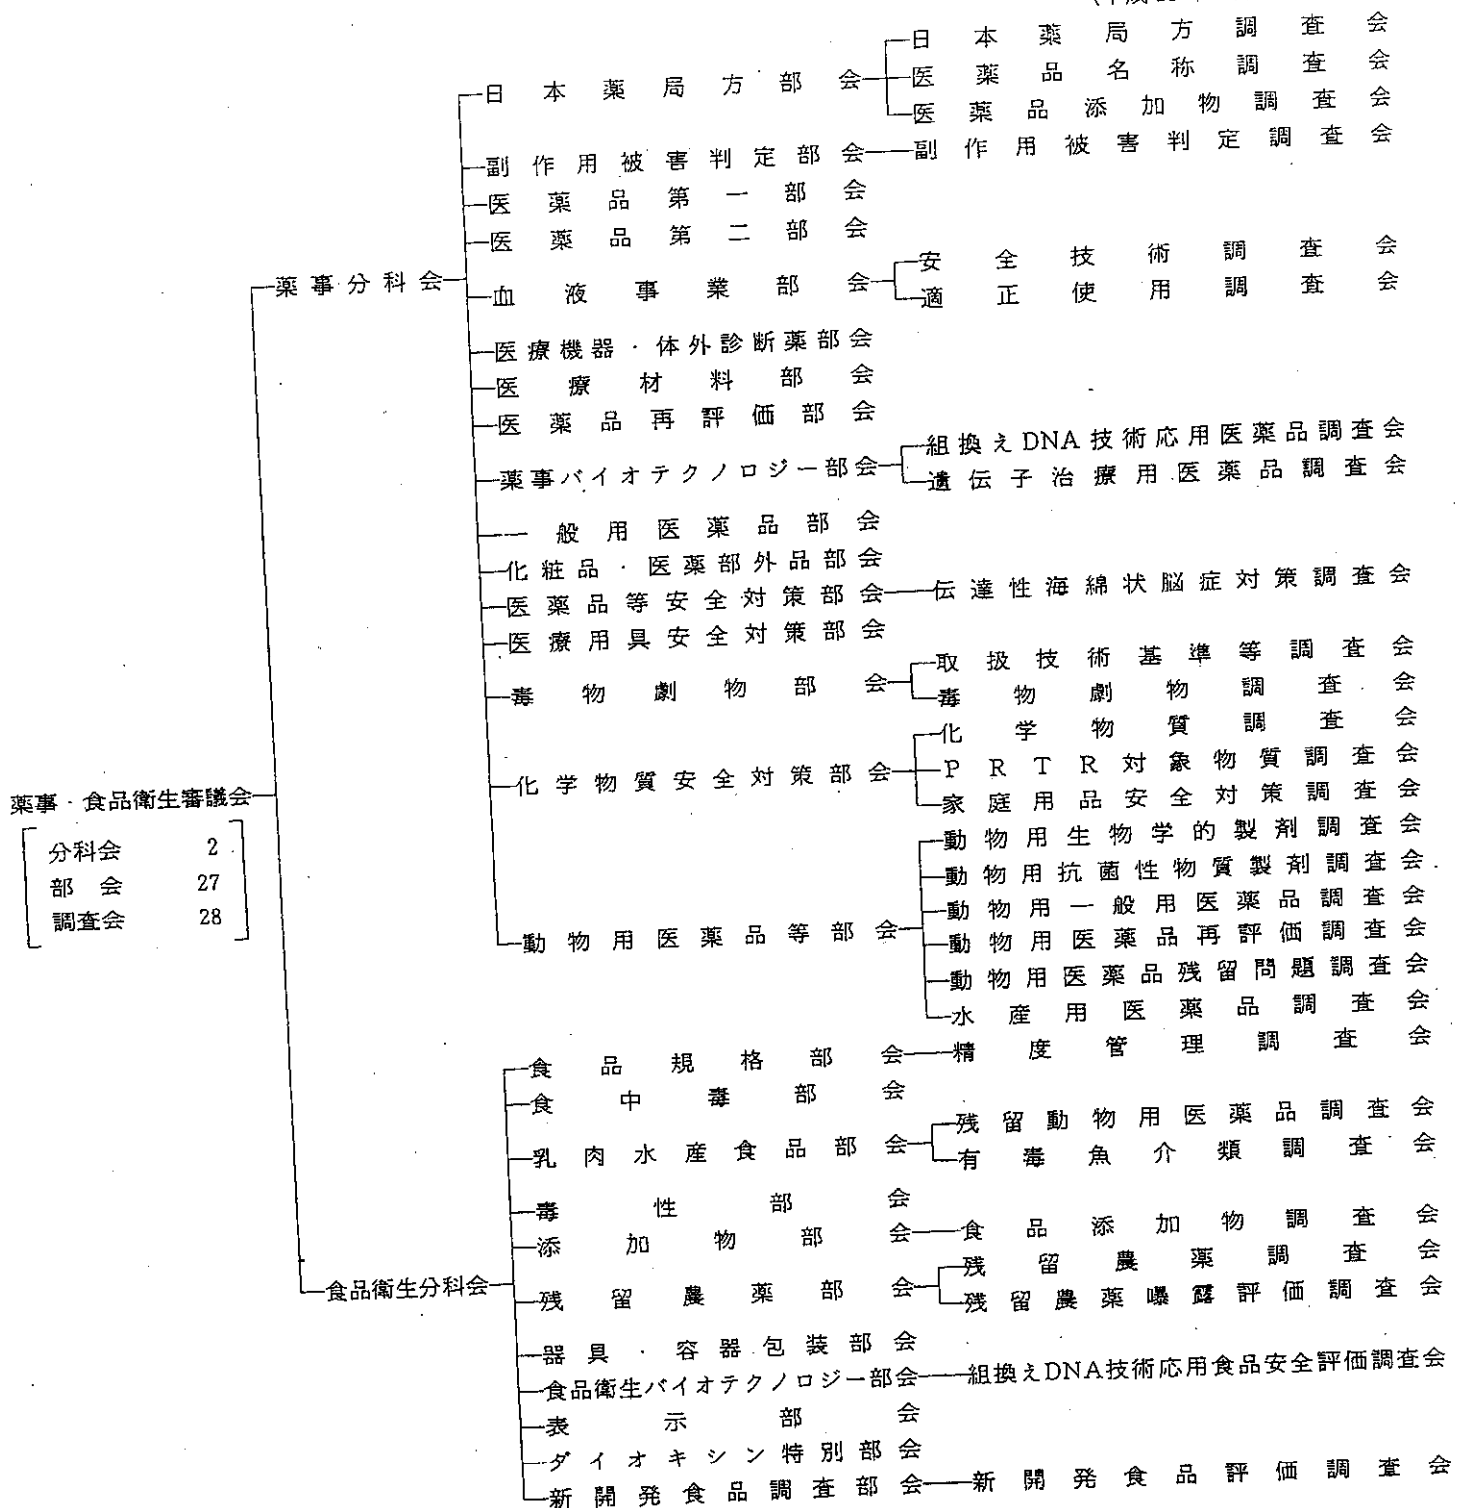 日本薬局方調査会
日本薬局方部会
医薬品名称調査会
医薬品添加物調査会
副作用被害判定部会 副作用被害判定調査会
医薬品第一部会
医薬品第二部会
薬事分科会
血液事業部会
安全技術調査会
適正使用調査会
医療機器・体外診断薬部会
医療材料部会
医薬品再評価部会
薬事バイオテクノロジー部会
組換えDNA技術応用医薬品調査会
遺伝子治療用医薬品調査会
一般用医薬品部会
化粧品・医薬部外品部会
医薬品等安全対策部会 伝達性海綿状脳症対策調査会
医療用具安全対策部会
毒物劇物部会
取扱技術基準等調査会
毒物劇物調査会
化学物質安全対策部会
化学物質調査会
PRTR対象物質調査会
家庭用品安全対策調査会
薬事・食品衛生審議会
分科会 2
部会 27
調査会 28
動物用医薬品等部会
動物用生物学的製剤調査会
動物用抗菌性物質製剤調査会
動物用一般用医薬品調査会
動物用医薬品再評価調査会
動物用医薬品残留問題調査会
水産用医薬品調査会
食品規格部会 精度管理調査会
食中毒部会
乳肉水産食品部会
残留動物用医薬品調査会
有毒魚介類調査会
毒性部会
添加物部会 食品添加物調査会
食品衛生分科会
残留農薬部会
残留農薬調査会
残留農薬曝露評価調査会
器具・容器包装部会
食品衛生バイオテクノロジー部会 組換えDNA技術応用食品安全評価調査会
表示部会
ダイオキシン特別部会
新開発食品調査部会 新開発食品評価調査会